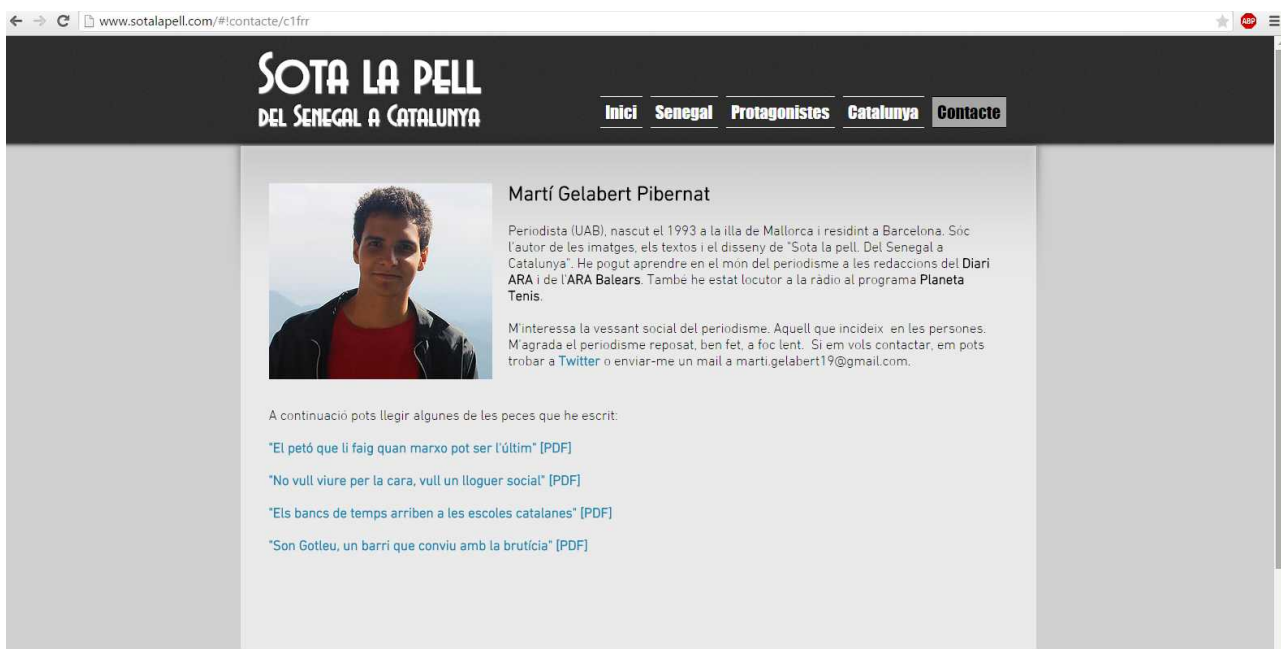 www.sotalapell.com/#!contacte/c1frr
ABP
SOTA LA PELL
DEL SENEGAL A CATALUNYA
Inici Senegal Protagonistes Catalunya Contacte
Martí Gelabert Pibernat
Periodista (UAB), nascut el 1993 a la illa de Mallorca i resident a Barcelona. Sóc
l'autor de les imatges, els textos i el disseny de "Sota la pell. Del Senegal a
Catalunya". He pogut aprendre en el món del periodisme a les redaccions del Diari
ARA i de l'ARA Balears. També he estat locutor a la ràdio al programa Planeta
Tenis.
M'interessa la vessant social del periodisme. Aquell que incideix en les persones.
M'agrada el periodisme reposat, ben fet, a foc lent. Si em vols contactar, em pots
trobar a Twitter o enviar-me un mail a marti.gelabert19@gmail.com.
A continuació pots llegir algunes de les peces que he escrit:
"El petó que li faig quan marxo pot ser l'últim" [PDF]
"No vull viure per la cara, vull un lloguer social" [PDF]
"Els bancs de temps arriben a les escoles catalanes" [PDF]
"Son Gotleu, un barri que conviu amb la brutícia" [PDF]